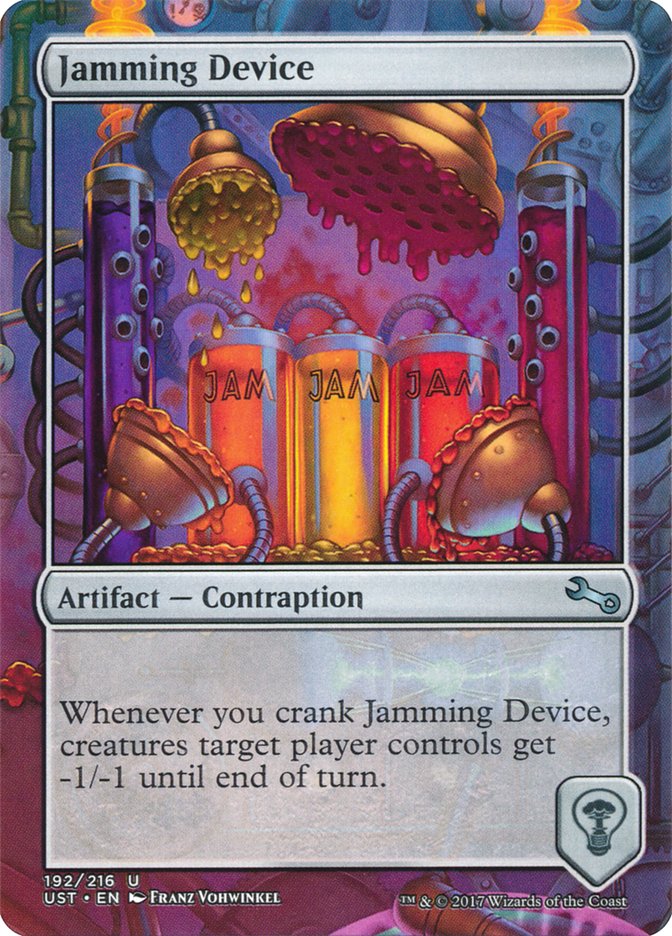 Jamming Device
JAM JAM JAM
Artifact — Contraption
Whenever you crank Jamming Device,
creatures target player controls get
-1/-1 until end of turn.
192/216 U
UST • EN Franz Vohwinkel
™ & © 2017 Wizards of the Coast